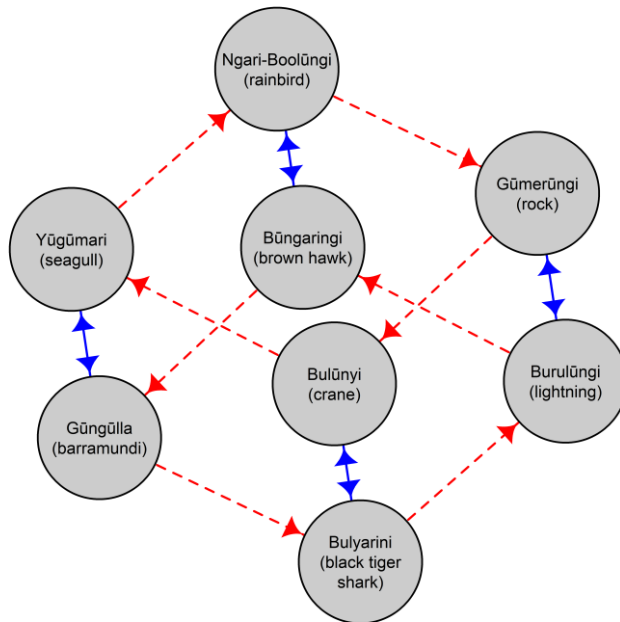 Ngari-Boolūngi
(rainbird)
Gūmerūngi
(rock)
Yūgūmari
(seagull)
Būngaringi
(brown hawk)
Bulūnyi
(crane)
Burulūngi
(lightning)
Gūngūlla
(barramundi)
Bulyarini
(black tiger
shark)